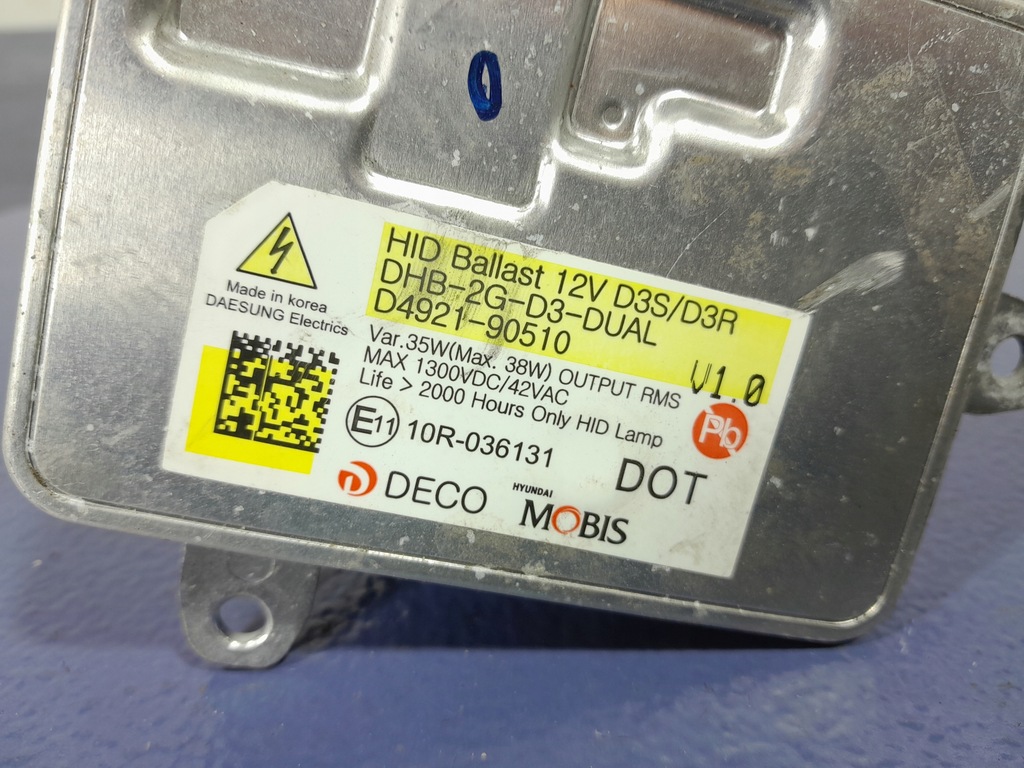 0
HID Ballast 12V D3S/D3R
DHB-2G-D3-DUAL
D4921-90510
V1.0
Made in korea
DAESUNG Electrics
Var.35W(Max. 38W) OUTPUT RMS
MAX 1300VDC/42VAC
Life > 2000 Hours Only HID Lamp
Pb
E11 10R-036131
DOT
DECO
HYUNDAI
MOBIS